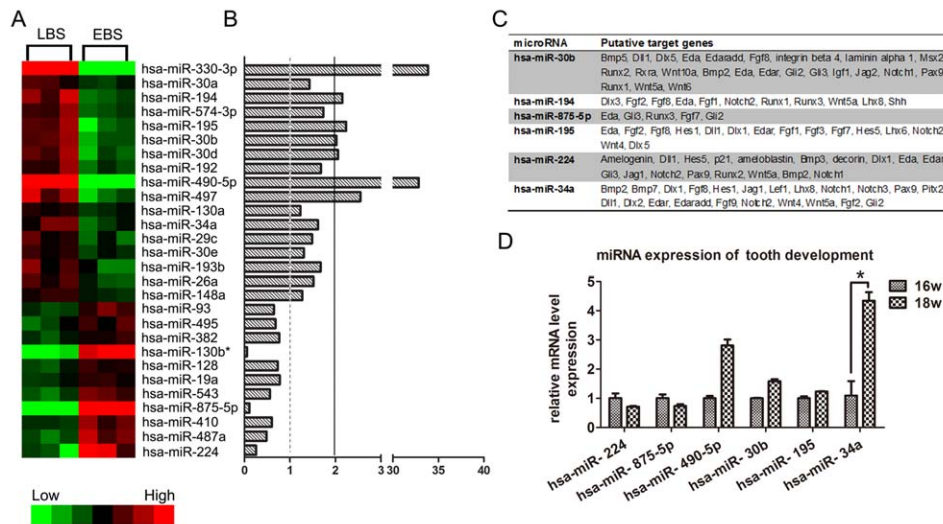 A
B
C
LBS EBS
hsa-miR-330-3p
hsa-miR-30a
hsa-miR-194
hsa-miR-574-3p
hsa-miR-195
hsa-miR-30b
hsa-miR-30d
hsa-miR-192
hsa-miR-490-5p
hsa-miR-497
hsa-miR-130a
hsa-miR-34a
hsa-miR-29c
hsa-miR-30e
hsa-miR-193b
hsa-miR-26a
hsa-miR-148a
hsa-miR-93
hsa-miR-495
hsa-miR-382
hsa-miR-130b*
hsa-miR-128
hsa-miR-19a
hsa-miR-543
hsa-miR-875-5p
hsa-miR-410
hsa-miR-487a
hsa-miR-224
0 1 2 3 30 35 40
Low High
microRNA Putative target genes
hsa-miR-30b Bmp5, Dll1, Dlx5, Eda, Edaradd, Fgf8, integrin beta 4, laminin alpha 1, Msx2
Runx2, Rxra, Wnt10a, Bmp2, Eda, Edar, Gli2, Gli3, Igf1, Jag2, Notch1, Pax9
Runx1, Wnt5a, Wnt6
hsa-miR-194 Dlx3, Fgf2, Fgf8, Eda, Fgf1, Notch2, Runx1, Runx3, Wnt5a, Lhx8, Shh
hsa-miR-875-5p Eda, Gli3, Runx3, Fgf7, Gli2
hsa-miR-195 Eda, Fgf2, Fgf8, Hes1, Dll1, Dlx1, Edar, Fgf1, Fgf3, Fgf7, Hes5, Lhx6, Notch2
Wnt4, Dlx5
hsa-miR-224 Amelogenin, Dll1, Hes5, p21, ameloblastin, Bmp3, decorin, Dlx1, Eda, Edar
Gli3, Jag1, Notch2, Pax9, Runx2, Wnt5a, Bmp2, Notch1
hsa-miR-34a Bmp2, Bmp7, Dlx1, Fgf8, Hes1, Jag1, Lef1, Lhx8, Notch1, Notch3, Pax9, Pitx2
Dll1, Dlx2, Edar, Edaradd, Fgf9, Notch2, Wnt4, Wnt5a, Fgf2, Gli2
D
miRNA expression of tooth development
relative mRNA level
expression
5
4
3
2
1
0
*
16w
18w
hsa-miR- 224
hsa-miR- 875-5p
hsa-miR- 490-5p
hsa-miR- 30b
hsa-miR- 195
hsa-miR- 34a